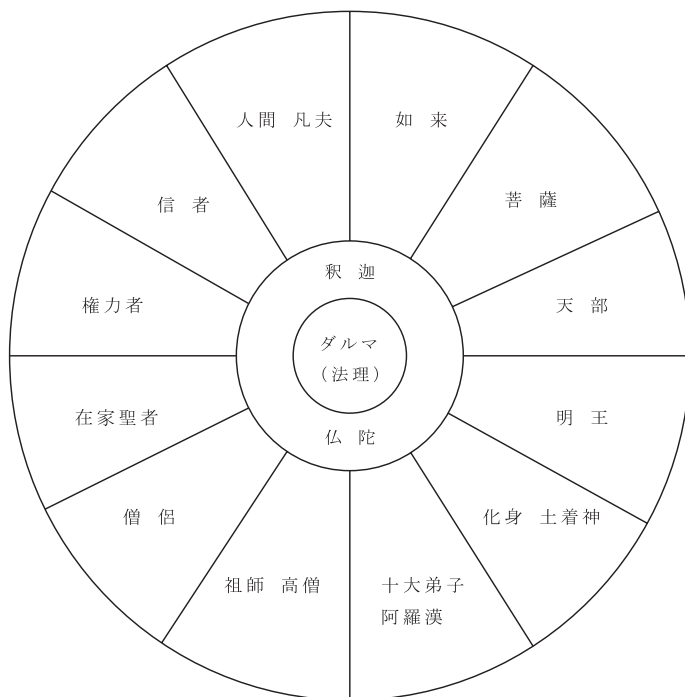 人間 凡夫
如 来
信 者
菩 薩
権力者
釈 迦
天 部
ダルマ
（法理）
在家聖者
仏 陀
明 王
僧 侶
化身 土着神
祖師 高僧
十大弟子
阿羅漢